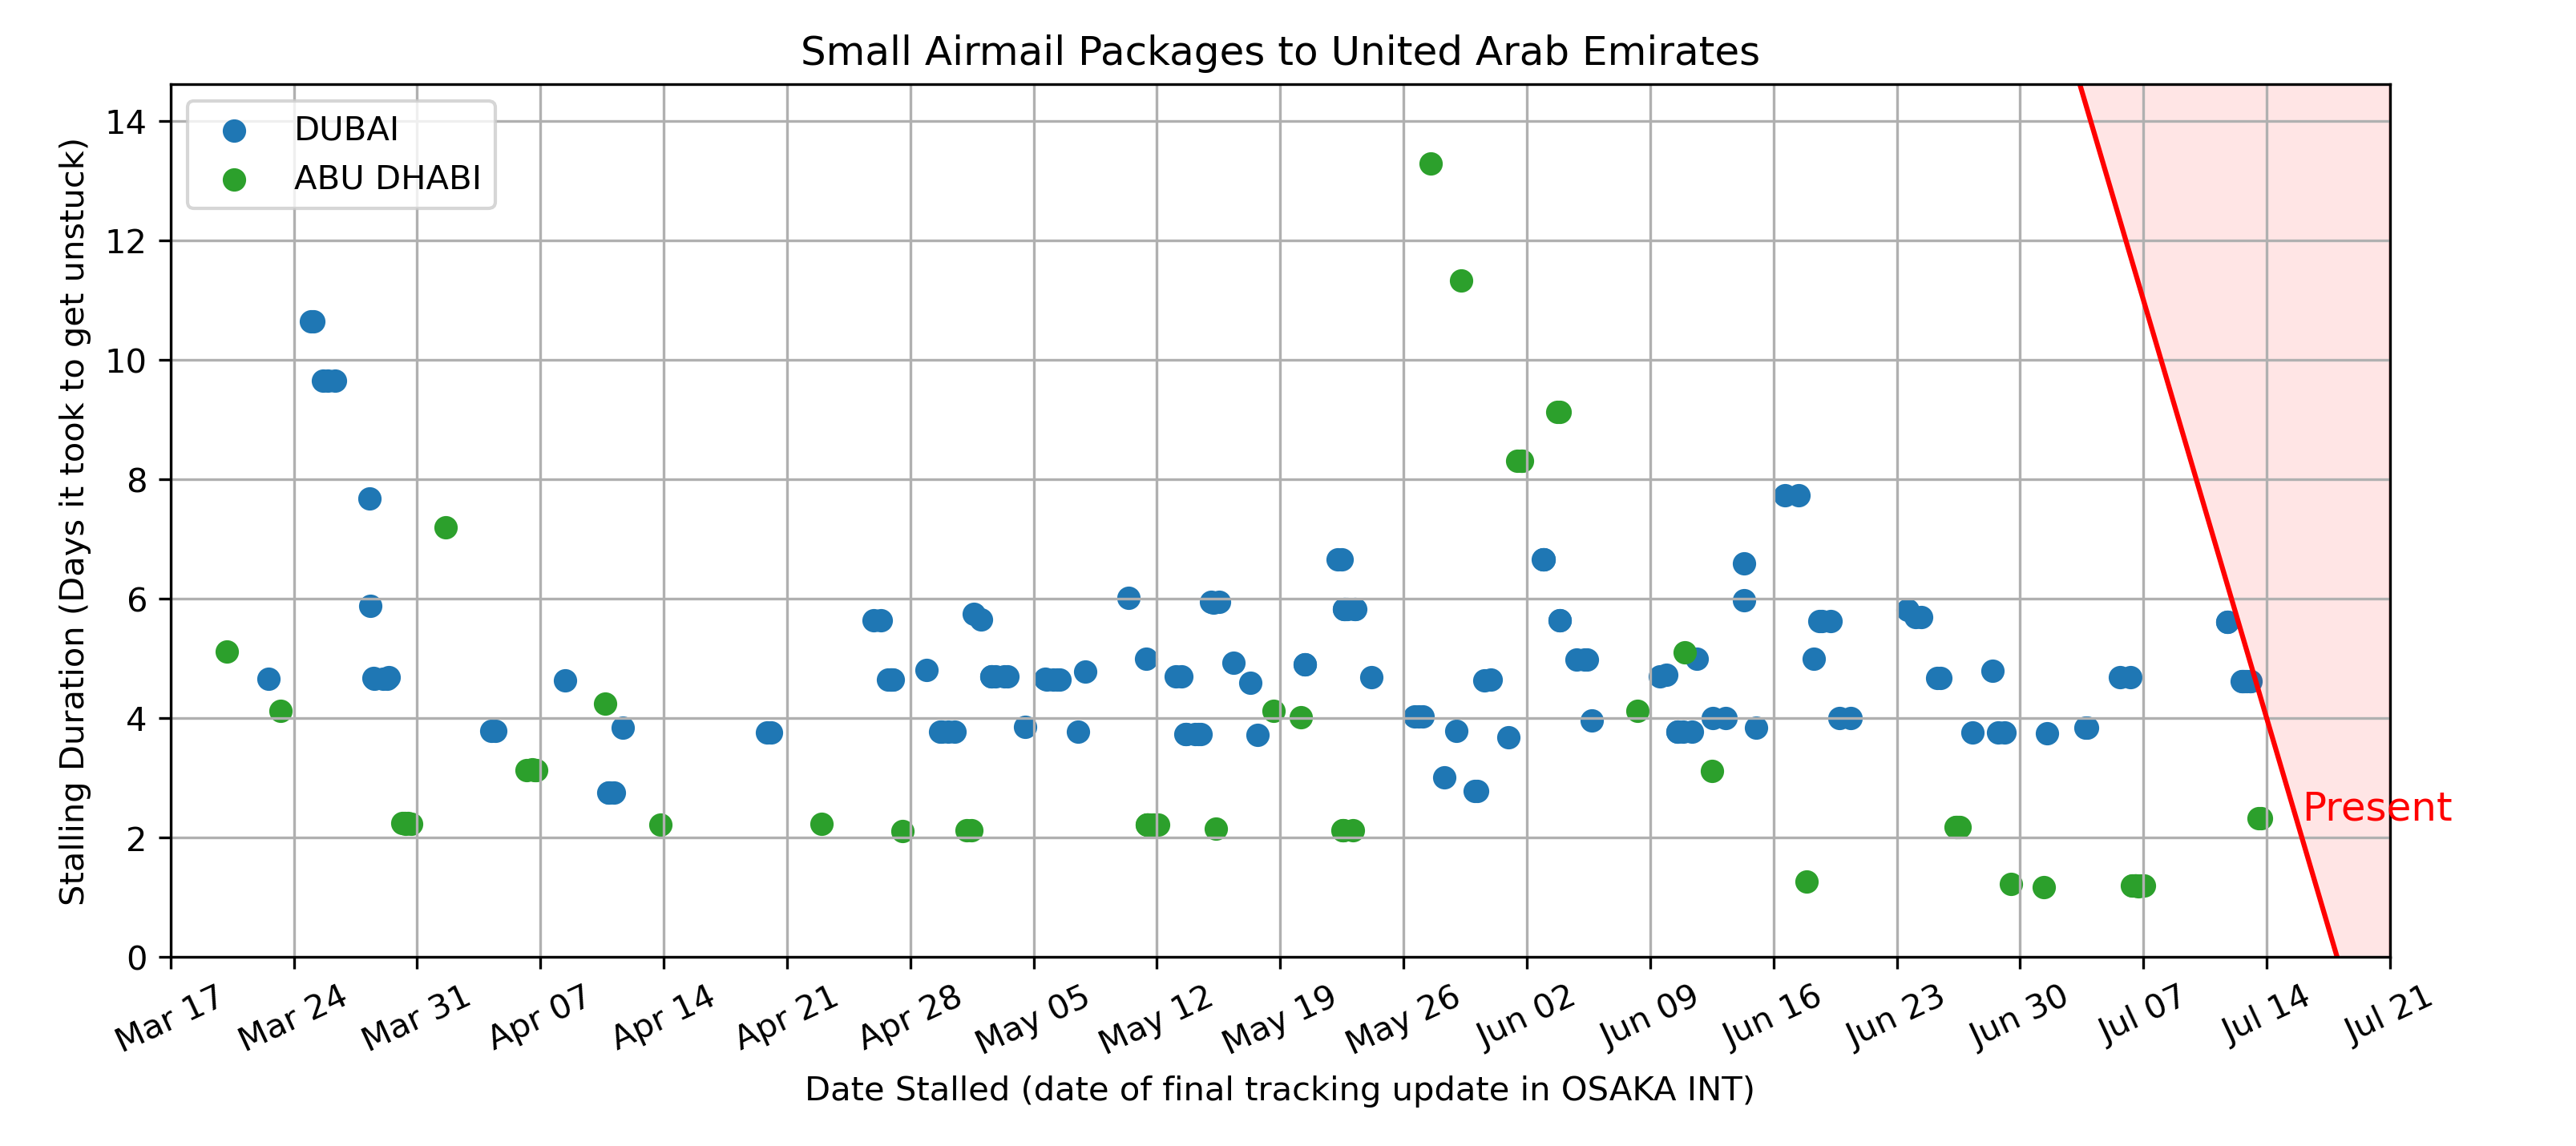 Small Airmail Packages to United Arab Emirates
DUBAI
ABU DHABI
Stalling Duration (Days it took to get unstuck)
14
12
10
8
6
4
2
0
Present
Mar 17
Mar 24
Mar 31
Apr 07
Apr 14
Apr 21
Apr 28
May 05
May 12
May 19
May 26
Jun 02
Jun 09
Jun 16
Jun 23
Jun 30
Jul 07
Jul 14
Jul 21
Date Stalled (date of final tracking update in OSAKA INT)